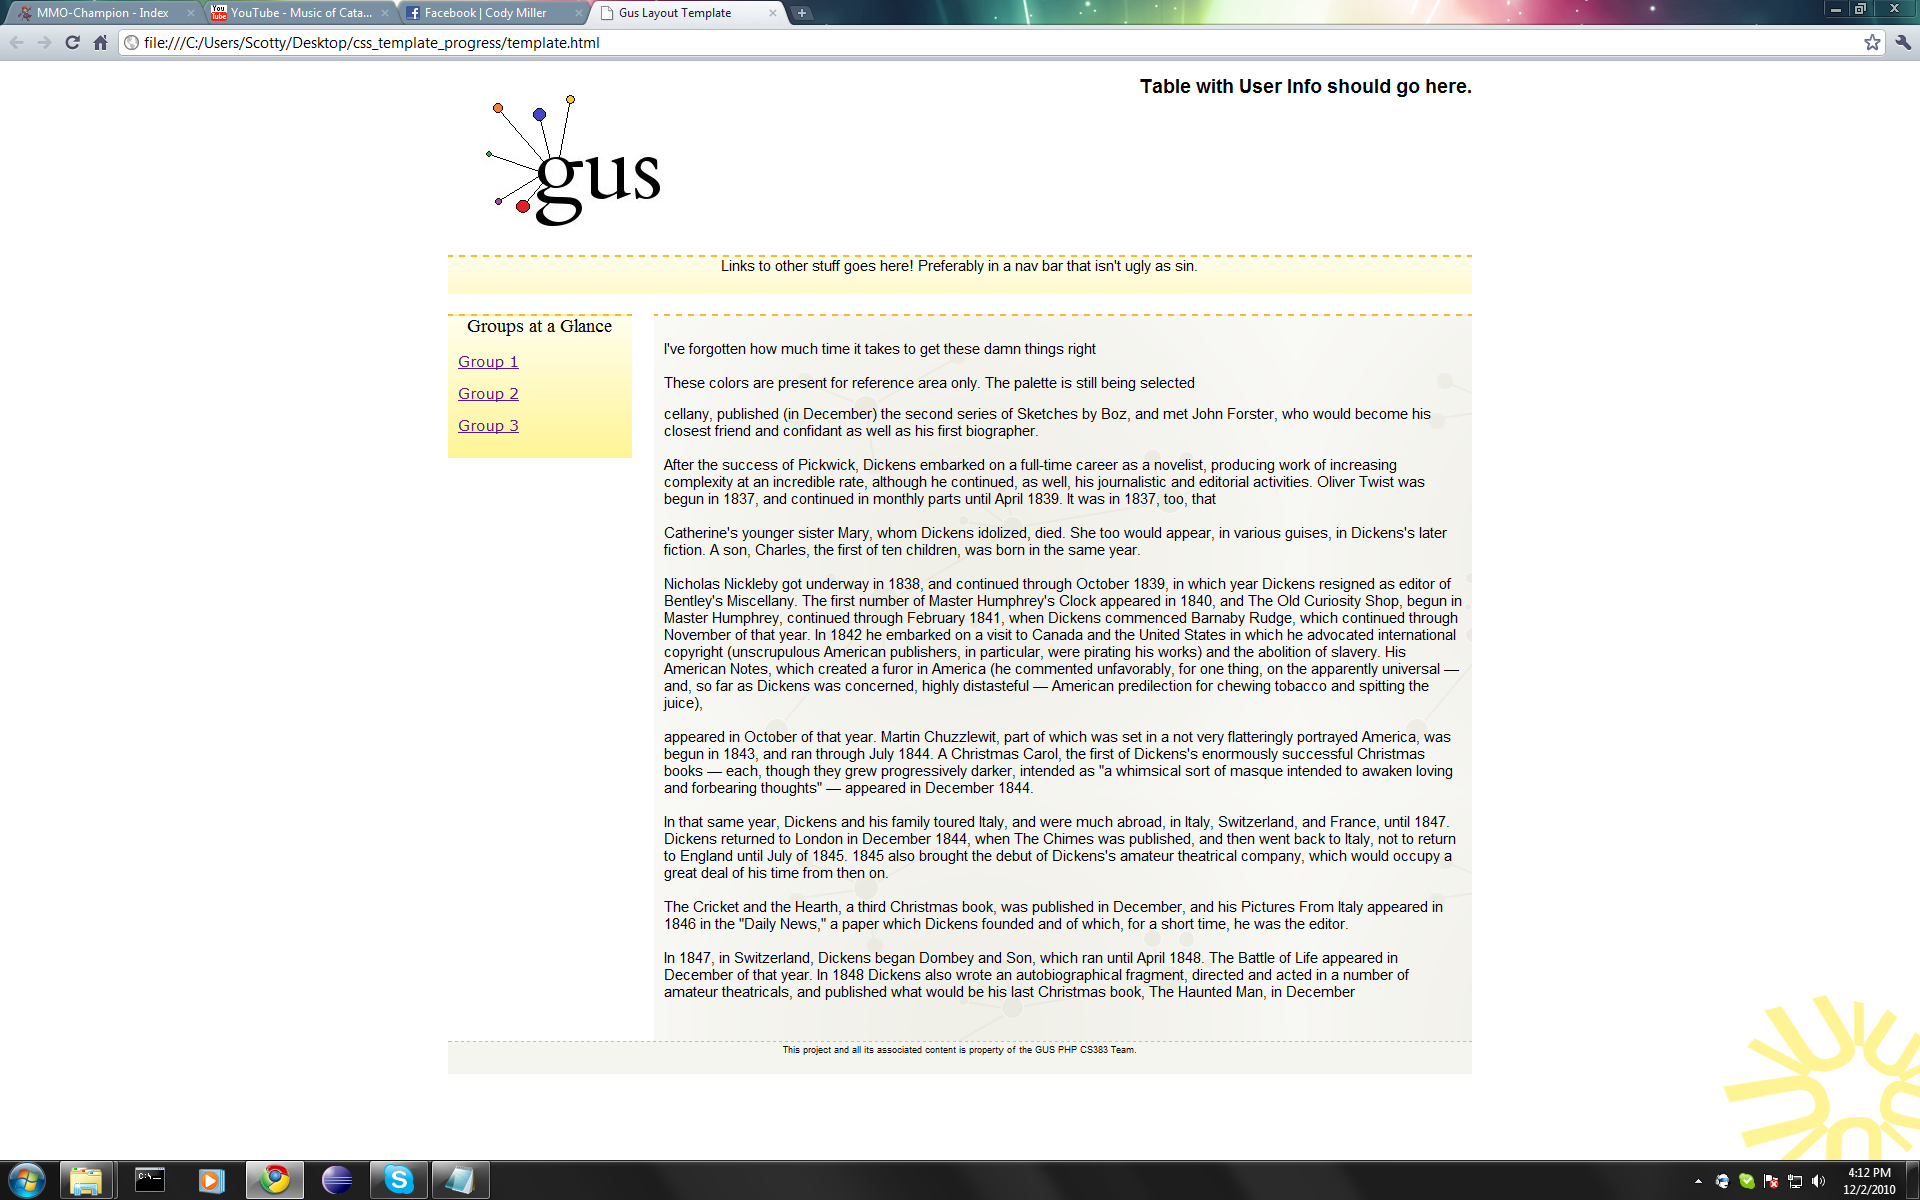 MMO-Champion - Index
YouTube - Music of Cata...
Facebook | Cody Miller
Gus Layout Template
file:///C:/Users/Scotty/Desktop/css_template_progress/template.html
Table with User Info should go here.
gus
Links to other stuff goes here! Preferably in a nav bar that isn't ugly as sin.
Groups at a Glance
Group 1
Group 2
Group 3
I've forgotten how much time it takes to get these damn things right
These colors are present for reference area only. The palette is still being selected
cellany, published (in December) the second series of Sketches by Boz, and met John Forster, who would become his
closest friend and confidant as well as his first biographer.
After the success of Pickwick, Dickens embarked on a full-time career as a novelist, producing work of increasing
complexity at an incredible rate, although he continued, as well, his journalistic and editorial activities. Oliver Twist was
begun in 1837, and continued in monthly parts until April 1839. It was in 1837, too, that
Catherine's younger sister Mary, whom Dickens idolized, died. She too would appear, in various guises, in Dickens's later
fiction. A son, Charles, the first of ten children, was born in the same year.
Nicholas Nickleby got underway in 1838, and continued through October 1839, in which year Dickens resigned as editor of
Bentley's Miscellany. The first number of Master Humphrey's Clock appeared in 1840, and The Old Curiosity Shop, begun in
Master Humphrey, continued through February 1841, when Dickens commenced Barnaby Rudge, which continued through
November of that year. In 1842 he embarked on a visit to Canada and the United States in which he advocated international
copyright (unscrupulous American publishers, in particular, were pirating his works) and the abolition of slavery. His
American Notes, which created a furor in America (he commented unfavorably, for one thing, on the apparently universal —
and, so far as Dickens was concerned, highly distasteful — American predilection for chewing tobacco and spitting the
juice),
appeared in October of that year. Martin Chuzzlewit, part of which was set in a not very flatteringly portrayed America, was
begun in 1843, and ran through July 1844. A Christmas Carol, the first of Dickens's enormously successful Christmas
books — each, though they grew progressively darker, intended as "a whimsical sort of masque intended to awaken loving
and forbearing thoughts" — appeared in December 1844.
In that same year, Dickens and his family toured Italy, and were much abroad, in Italy, Switzerland, and France, until 1847.
Dickens returned to London in December 1844, when The Chimes was published, and then went back to Italy, not to return
to England until July of 1845. 1845 also brought the debut of Dickens's amateur theatrical company, which would occupy a
great deal of his time from then on.
The Cricket and the Hearth, a third Christmas book, was published in December, and his Pictures From Italy appeared in
1846 in the "Daily News," a paper which Dickens founded and of which, for a short time, he was the editor.
In 1847, in Switzerland, Dickens began Dombey and Son, which ran until April 1848. The Battle of Life appeared in
December of that year. In 1848 Dickens also wrote an autobiographical fragment, directed and acted in a number of
amateur theatricals, and published what would be his last Christmas book, The Haunted Man, in December
This project and all its associated content is property of the GUS PHP CS383 Team.
4:12 PM
12/2/2010